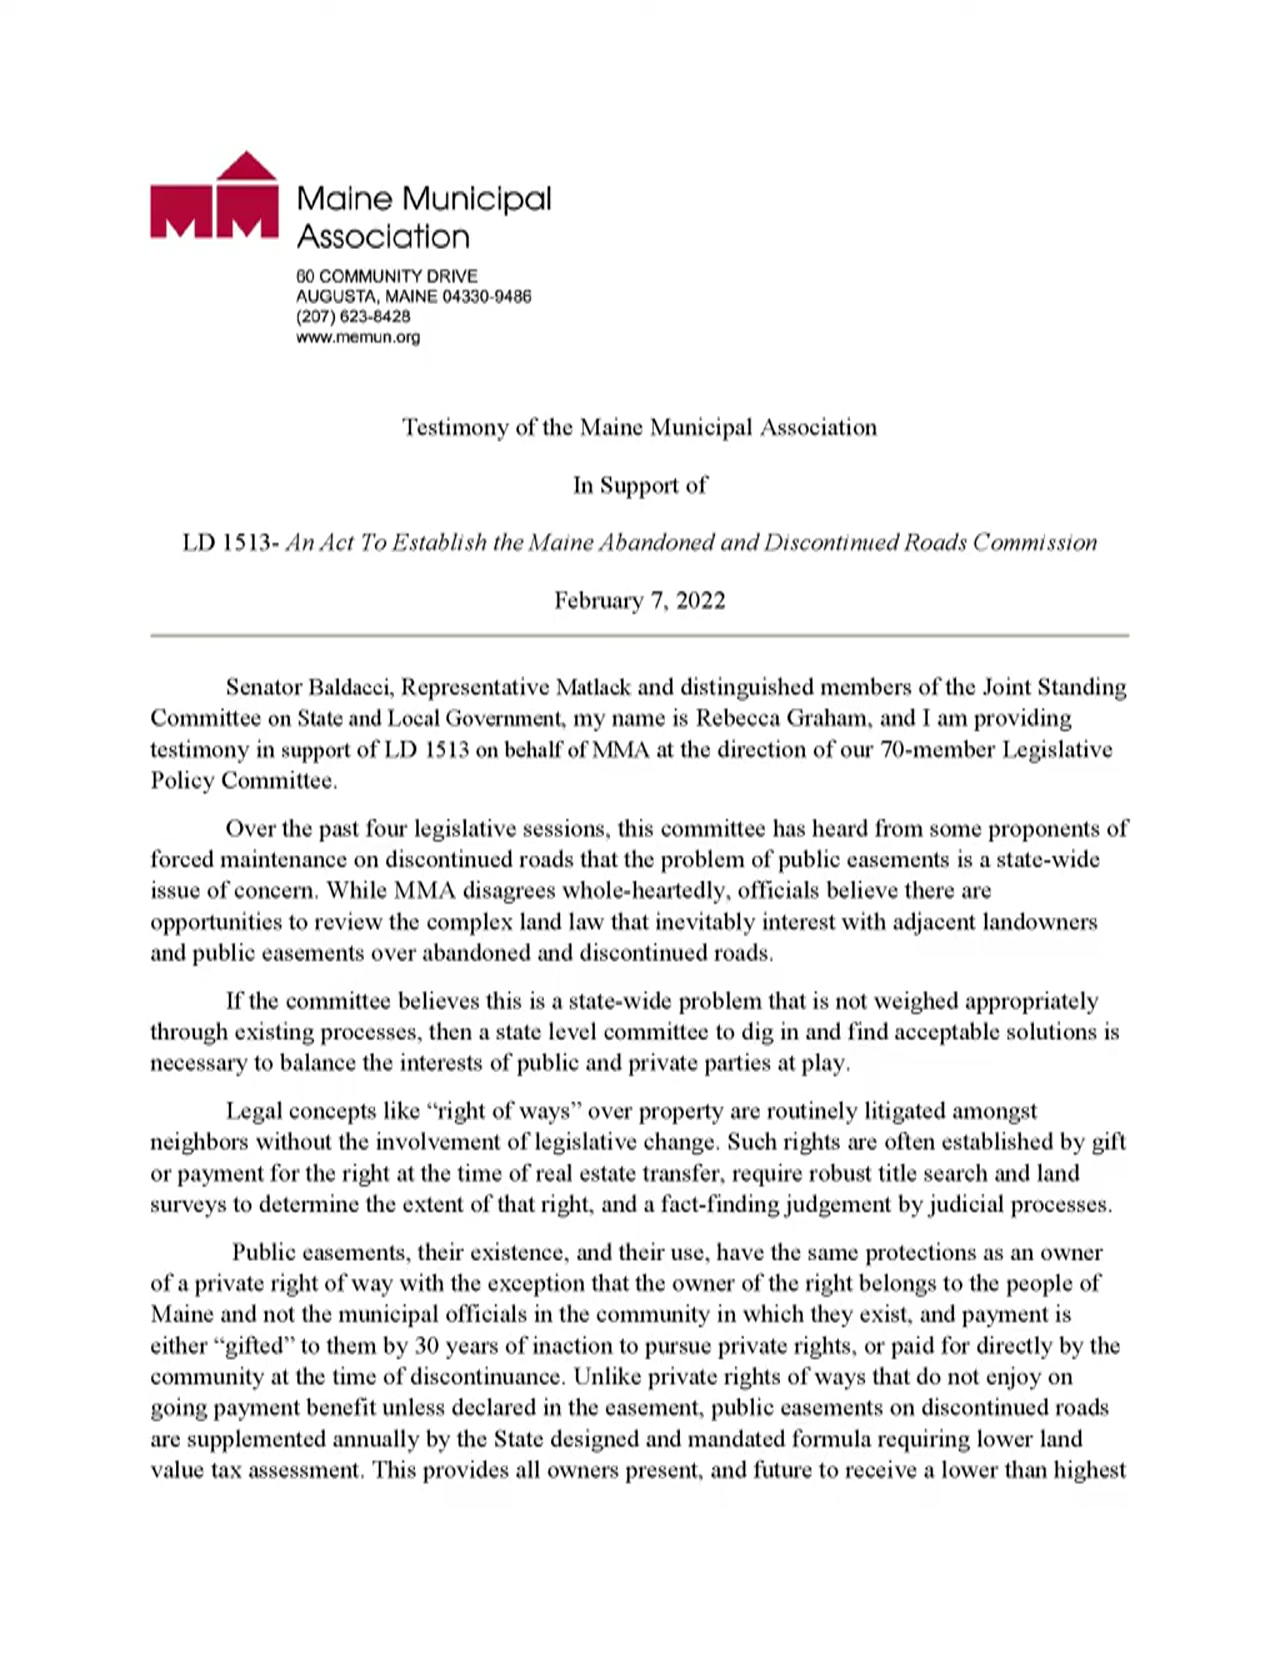 Maine Municipal
Association
60 COMMUNITY DRIVE
AUGUSTA, MAINE 04330-9486
(207) 623-8428
www.memun.org
Testimony of the Maine Municipal Association
In Support of
LD 1513- An Act To Establish the Maine Abandoned and Discontinued Roads Commission
February 7, 2022
Senator Baldacci, Representative Matlack and distinguished members of the Joint Standing
Committee on State and Local Government, my name is Rebecca Graham, and I am providing
testimony in support of LD 1513 on behalf of MMA at the direction of our 70-member Legislative
Policy Committee.
Over the past four legislative sessions, this committee has heard from some proponents of
forced maintenance on discontinued roads that the problem of public easements is a state-wide
issue of concern. While MMA disagrees whole-heartedly, officials believe there are
opportunities to review the complex land law that inevitably interest with adjacent landowners
and public easements over abandoned and discontinued roads.
If the committee believes this is a state-wide problem that is not weighed appropriately
through existing processes, then a state level committee to dig in and find acceptable solutions is
necessary to balance the interests of public and private parties at play.
Legal concepts like “right of ways” over property are routinely litigated amongst
neighbors without the involvement of legislative change. Such rights are often established by gift
or payment for the right at the time of real estate transfer, require robust title search and land
surveys to determine the extent of that right, and a fact-finding judgement by judicial processes.
Public easements, their existence, and their use, have the same protections as an owner
of a private right of way with the exception that the owner of the right belongs to the people of
Maine and not the municipal officials in the community in which they exist, and payment is
either “gifted” to them by 30 years of inaction to pursue private rights, or paid for directly by the
community at the time of discontinuance. Unlike private rights of ways that do not enjoy on
going payment benefit unless declared in the easement, public easements on discontinued roads
are supplemented annually by the State designed and mandated formula requiring lower land
value tax assessment. This provides all owners present, and future to receive a lower than highest